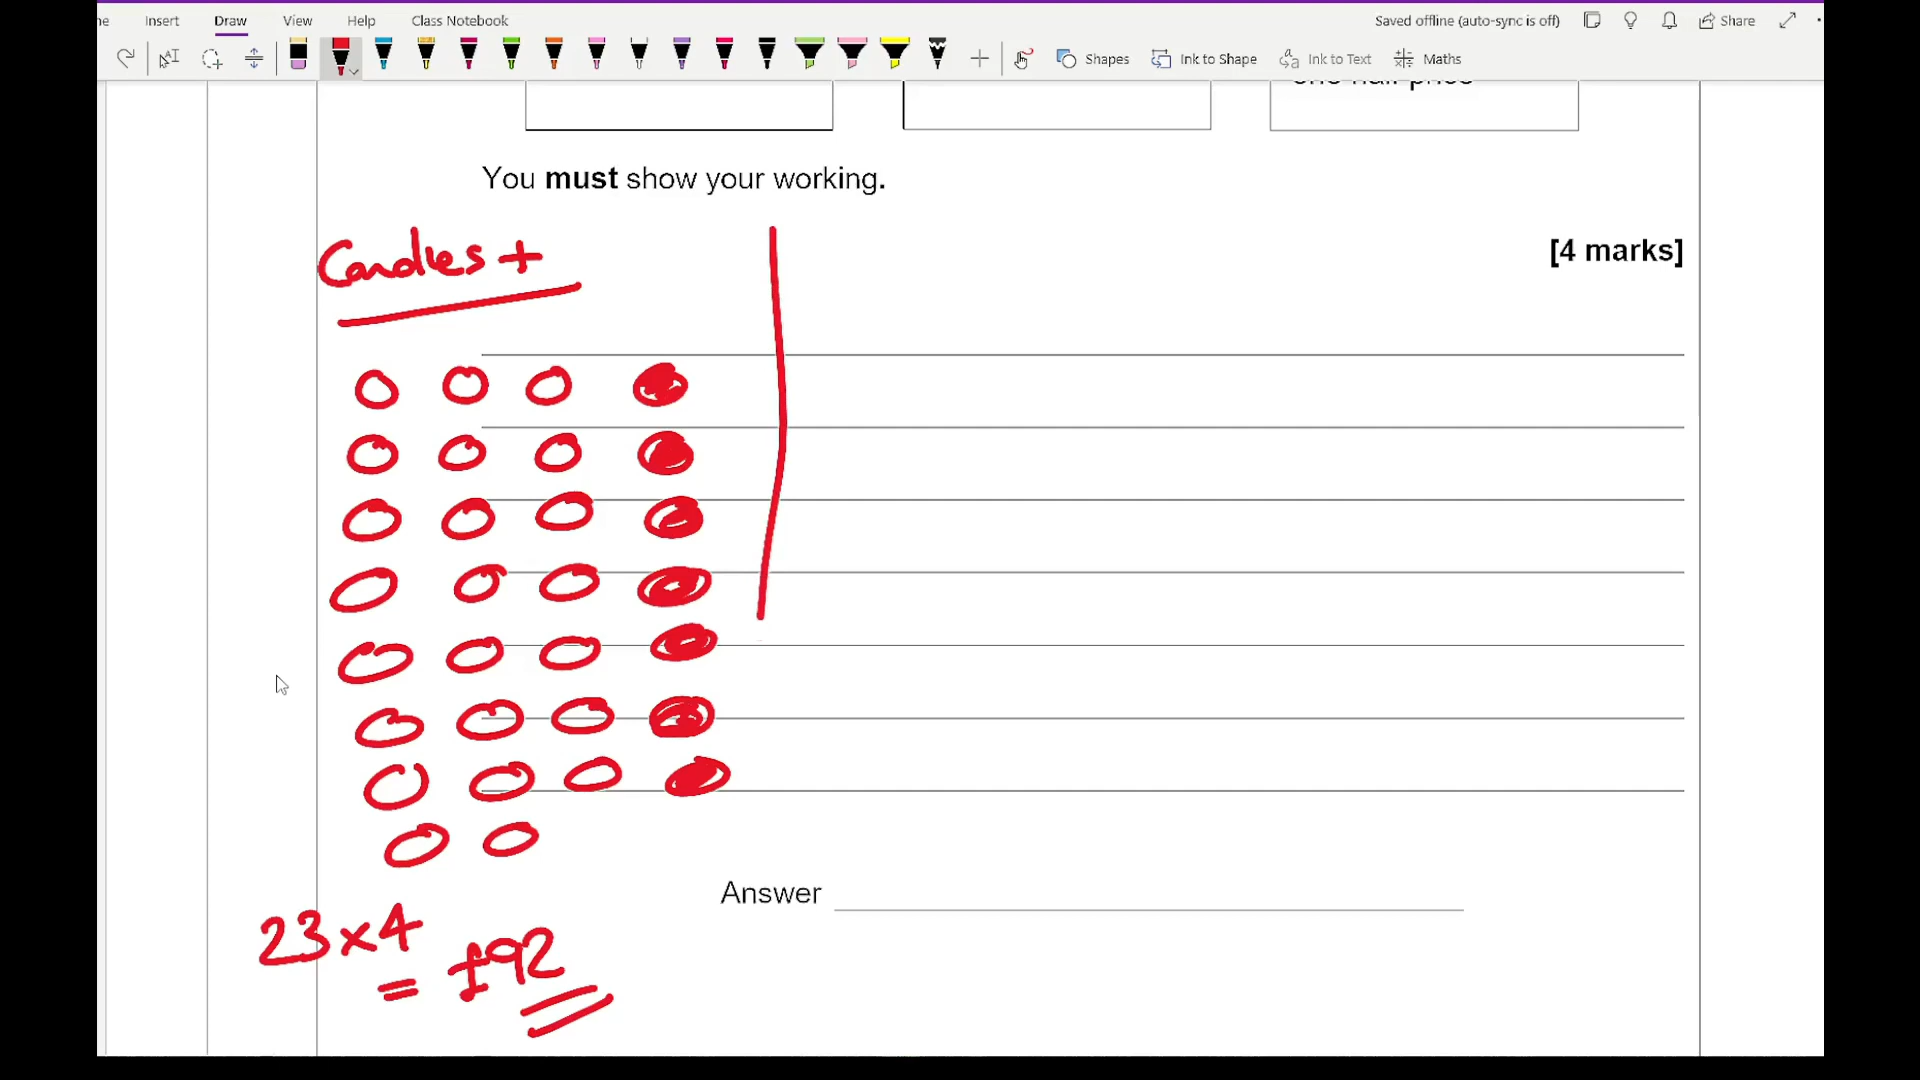 Insert Draw View Help Class Notebook Saved offline (auto-sync is off) Share
Shapes Ink to Shape Ink to Text Maths
You must show your working.
[4 marks]
Candles +
Answer
23 x 4
= £92